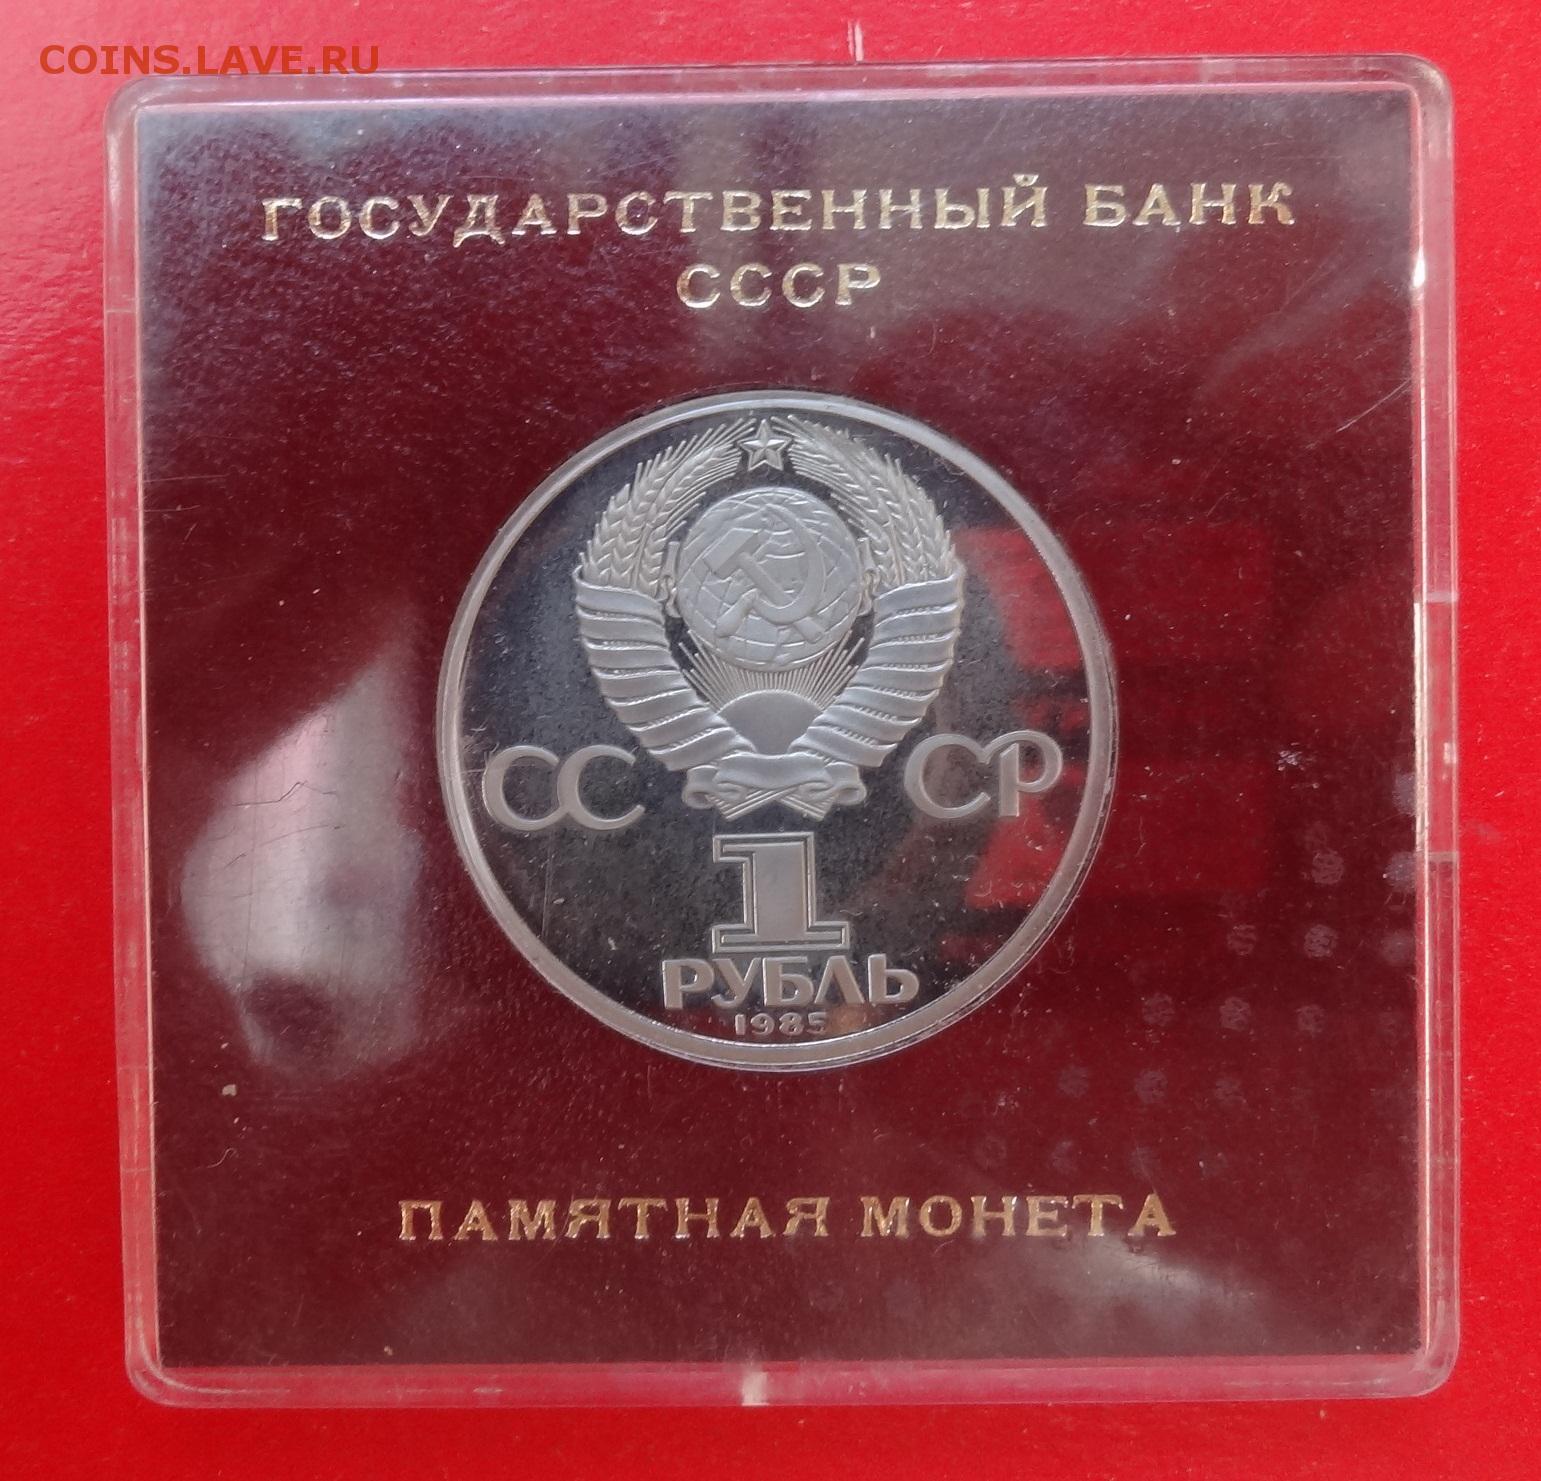 COINS.LAVE.RU
ГОСУДАРСТВЕННЫЙ БАНК
СССР
СС СР
1
РУБЛЬ
1985
ПАМЯТНАЯ МОНЕТА